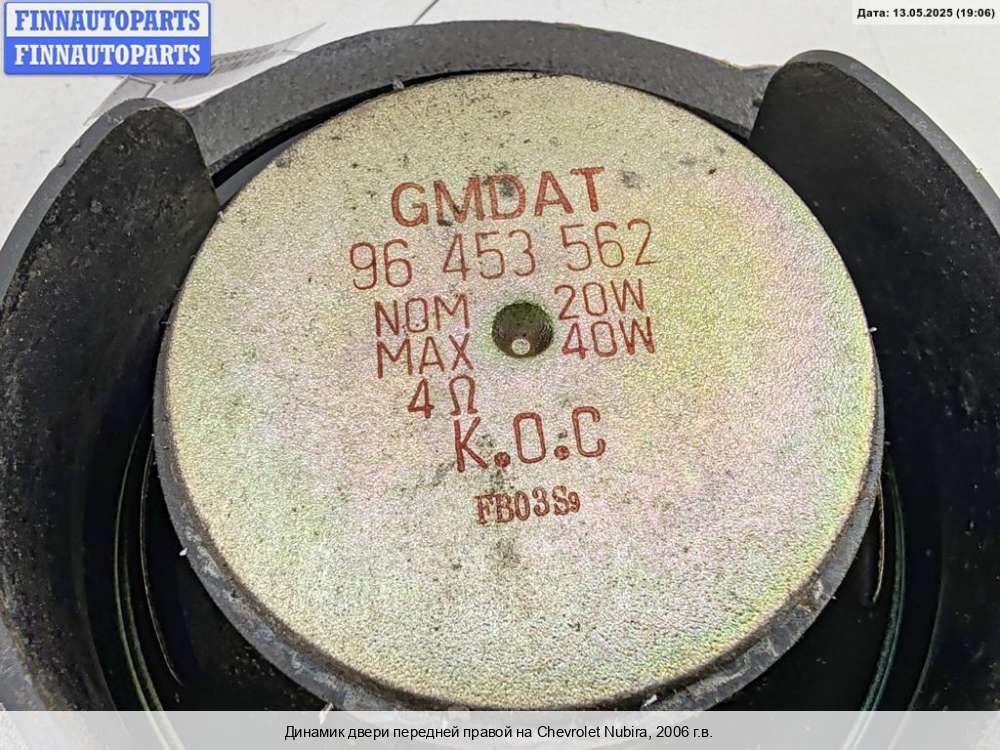 FINNAUTOPARTS
FINNAUTOPARTS
Дата: 13.05.2025 (19:06)
GMDAT
96 453 562
NOM 20W
MAX 40W
4 Ω
K.O.C
FB03S9
Динамик двери передней правой на Chevrolet Nubira, 2006 г.в.